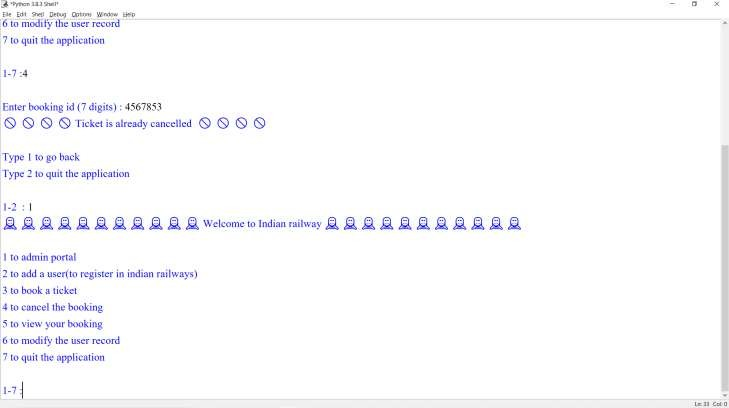 *Python 3.8.3 Shell*
File Edit Shell Debug Options Window Help
6 to modify the user record
7 to quit the application
1-7 :4
Enter booking id (7 digits) : 4567853
Ticket is already cancelled
Type 1 to go back
Type 2 to quit the application
1-2 : 1
Welcome to Indian railway
1 to admin portal
2 to add a user(to register in indian railways)
3 to book a ticket
4 to cancel the booking
5 to view your booking
6 to modify the user record
7 to quit the application
1-7 :
Ln: 33 Col: 0